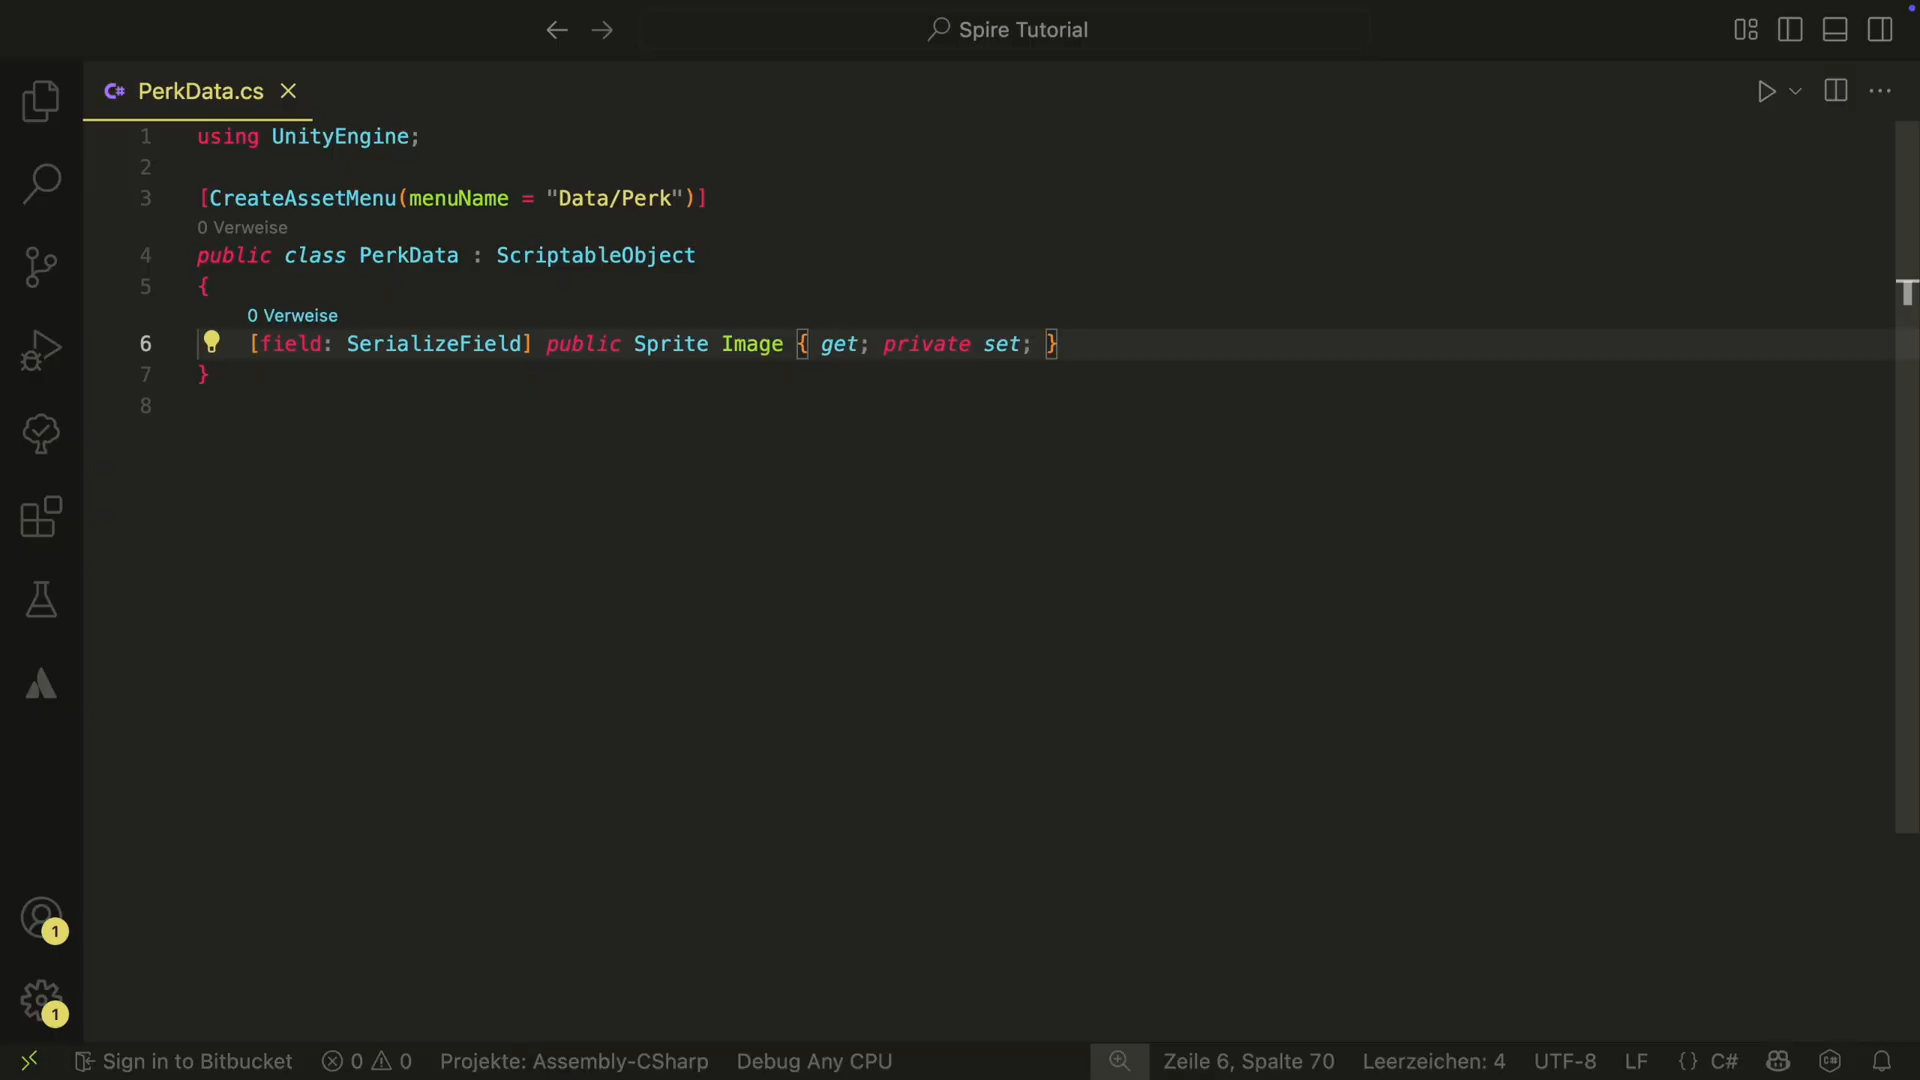 Spire Tutorial
PerkData.cs
1 using UnityEngine;
2
3 [CreateAssetMenu(menuName = "Data/Perk")]
0 Verweise
4 public class PerkData : ScriptableObject
5 {
0 Verweise
6 [field: SerializeField] public Sprite Image { get; private set; }
7 }
8
1
1
Sign in to Bitbucket 0 0 Projekte: Assembly-CSharp Debug Any CPU Zeile 6, Spalte 70 Leerzeichen: 4 UTF-8 LF {} C#